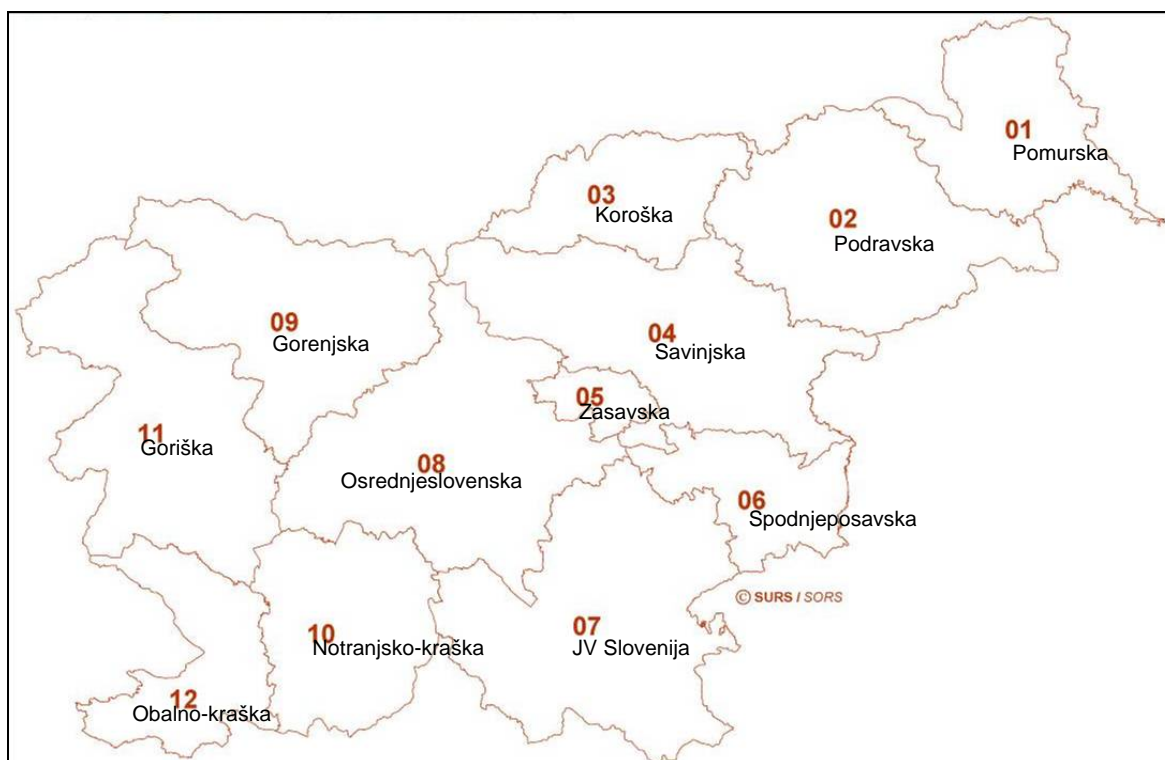 01
Pomurska
03
Koroška
02
Podravska
09
Gorenjska
04
Savinjska
05
Zasavska
11
Goriška
08
Osrednjeslovenska
06
Spodnjeposavska
© SURS / SORS
10
Notranjsko-kraška
07
JV Slovenija
12
Obalno-kraška